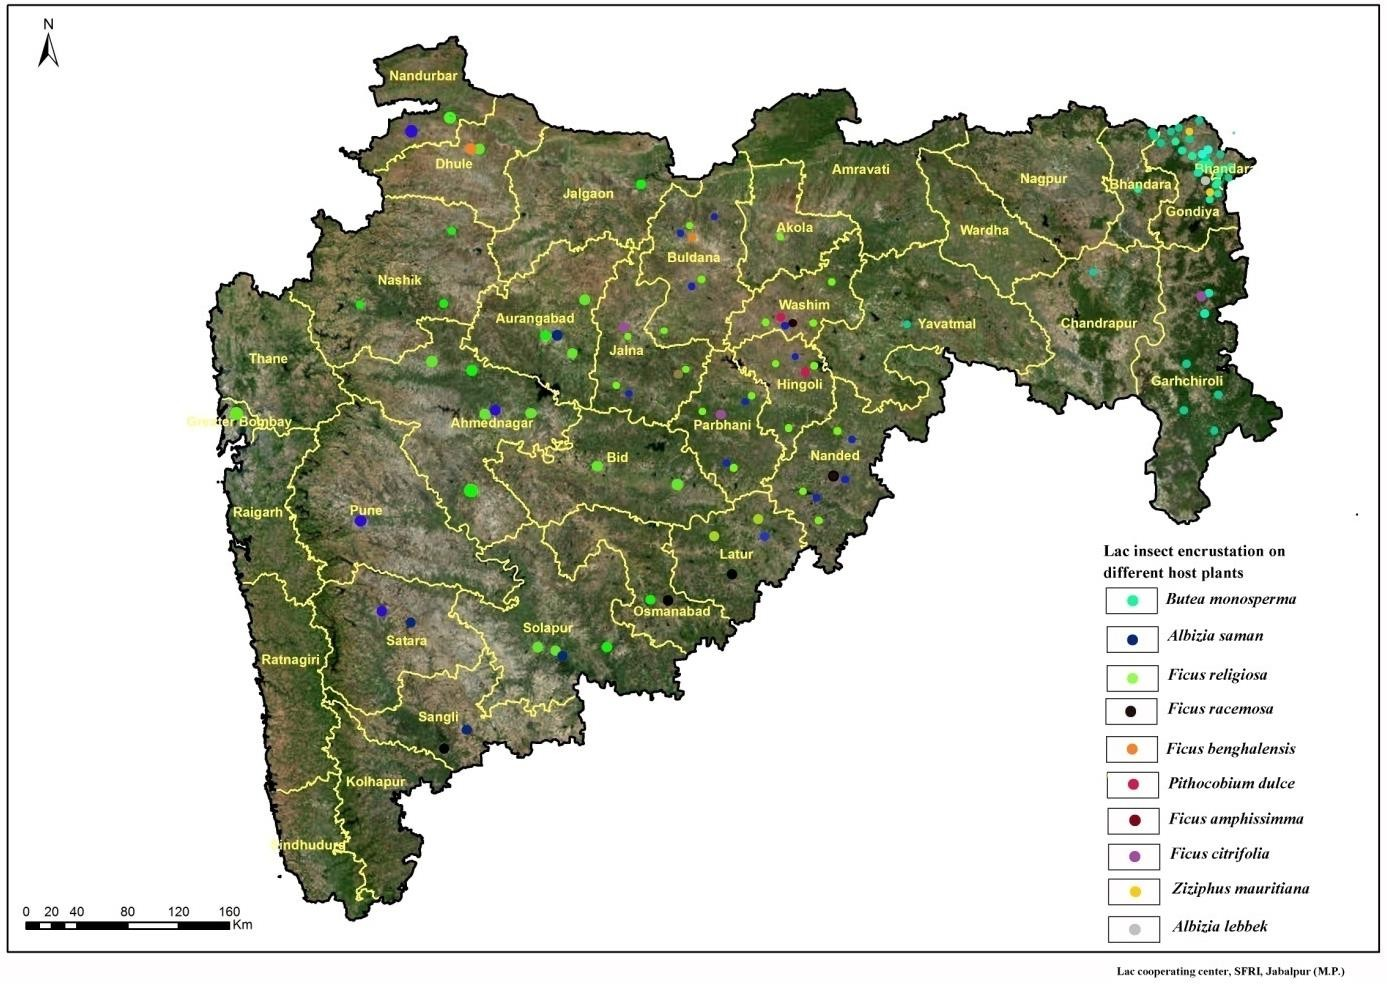 N
Nandurbar
Dhule
Jalgaon
Amravati
Nagpur
Bhandara
Bhandara
Gondiya
Akola
Wardha
Buldana
Nashik
Washim
Aurangabad
Yavatmal
Chandrapur
Jalna
Thane
Hingoli
Garhchiroli
Greater Bombay
Ahmednagar
Parbhani
Bid
Nanded
Raigarh
Pune
Latur
Osmanabad
Solapur
Satara
Ratnagiri
Sangli
Kolhapur
Sindhudurg
Lac insect encrustation on
different host plants
Butea monosperma
Albizia saman
Ficus religiosa
Ficus racemosa
Ficus benghalensis
Pithocobium dulce
Ficus amphissimma
Ficus citrifolia
Ziziphus mauritiana
Albizia lebbek
0 20 40 80 120 160
Km
Lac cooperating center, SFRI, Jabalpur (M.P.)